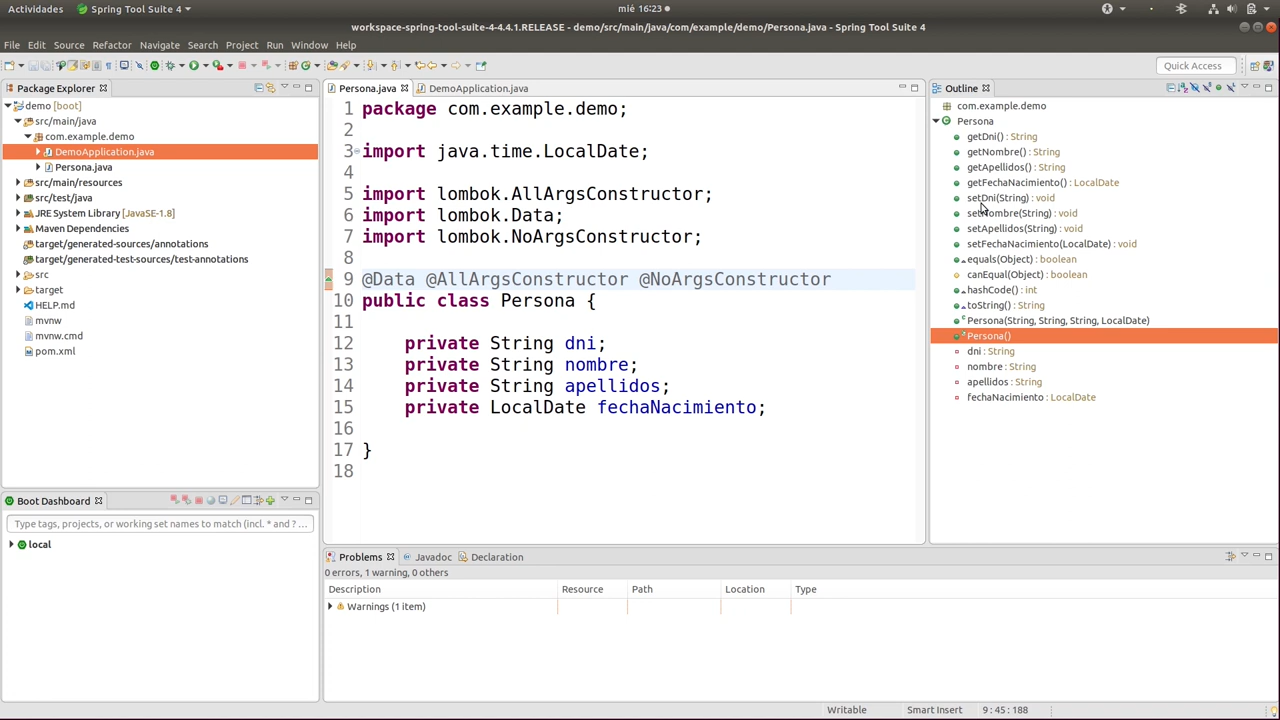 Actividades Spring Tool Suite 4 mié 16:23
workspace-spring-tool-suite-4-4.4.1.RELEASE - demo/src/main/java/com/example/demo/Persona.java - Spring Tool Suite 4
File Edit Source Refactor Navigate Search Project Run Window Help
Quick Access
Package Explorer
demo [boot]
src/main/java
com.example.demo
DemoApplication.java
Persona.java
src/main/resources
src/test/java
JRE System Library [JavaSE-1.8]
Maven Dependencies
target/generated-sources/annotations
target/generated-test-sources/test-annotations
src
target
HELP.md
mvnw
mvnw.cmd
pom.xml
Boot Dashboard
Type tags, projects, or working set names to match (incl. * and ? ...
local
Persona.java DemoApplication.java
1 package com.example.demo;
2
3 import java.time.LocalDate;
4
5 import lombok.AllArgsConstructor;
6 import lombok.Data;
7 import lombok.NoArgsConstructor;
8
9 @Data @AllArgsConstructor @NoArgsConstructor
10 public class Persona {
11
12 private String dni;
13 private String nombre;
14 private String apellidos;
15 private LocalDate fechaNacimiento;
16
17 }
18
Outline
com.example.demo
Persona
getDni() : String
getNombre() : String
getApellidos() : String
getFechaNacimiento() : LocalDate
setDni(String) : void
setNombre(String) : void
setApellidos(String) : void
setFechaNacimiento(LocalDate) : void
equals(Object) : boolean
canEqual(Object) : boolean
hashCode() : int
toString() : String
Persona(String, String, String, LocalDate)
Persona()
dni : String
nombre : String
apellidos : String
fechaNacimiento : LocalDate
Problems Javadoc Declaration
0 errors, 1 warning, 0 others
Description Resource Path Location Type
Warnings (1 item)
Writable Smart Insert 9 : 45 : 188